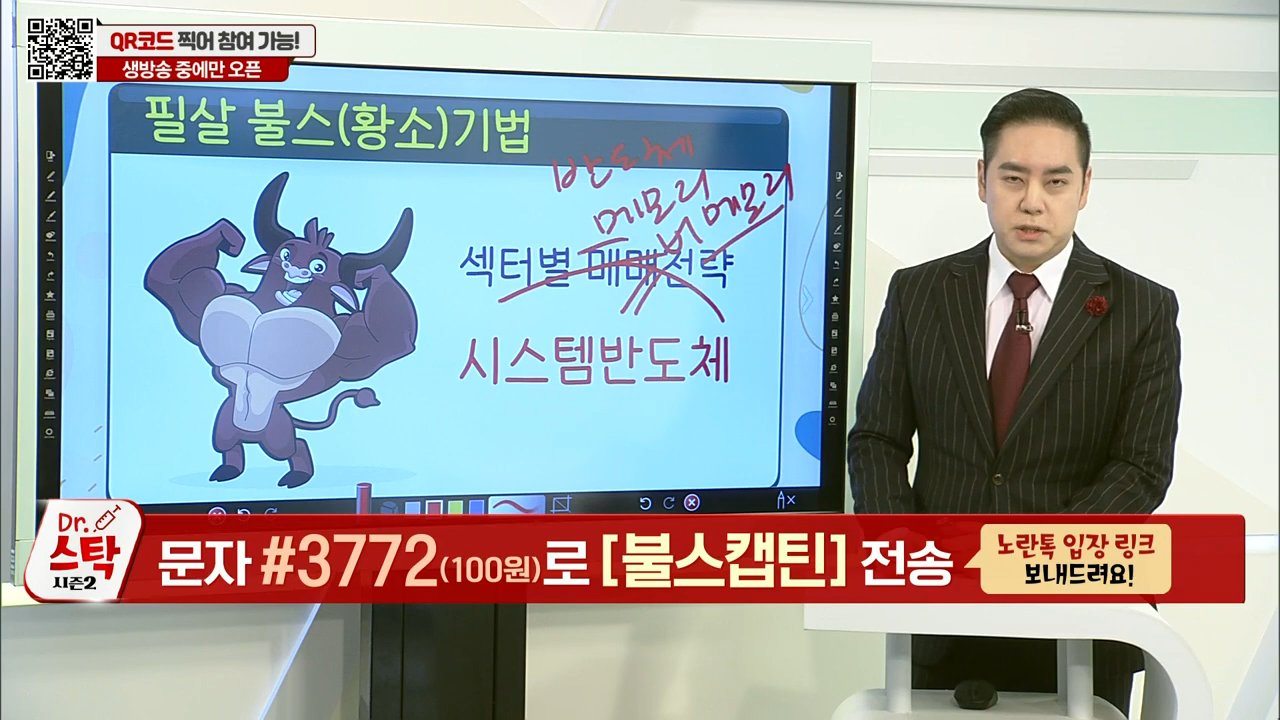 QR코드 찍어 참여 가능!
생방송 중에만 오픈
필살 불스(황소)기법
반도체
메모리
비메모리
섹터별 매매전략
시스템반도체
Dr.
스탁
시즌2
문자 #3772(100원)로 [불스캡틴] 전송
노란톡 입장 링크
보내드려요!